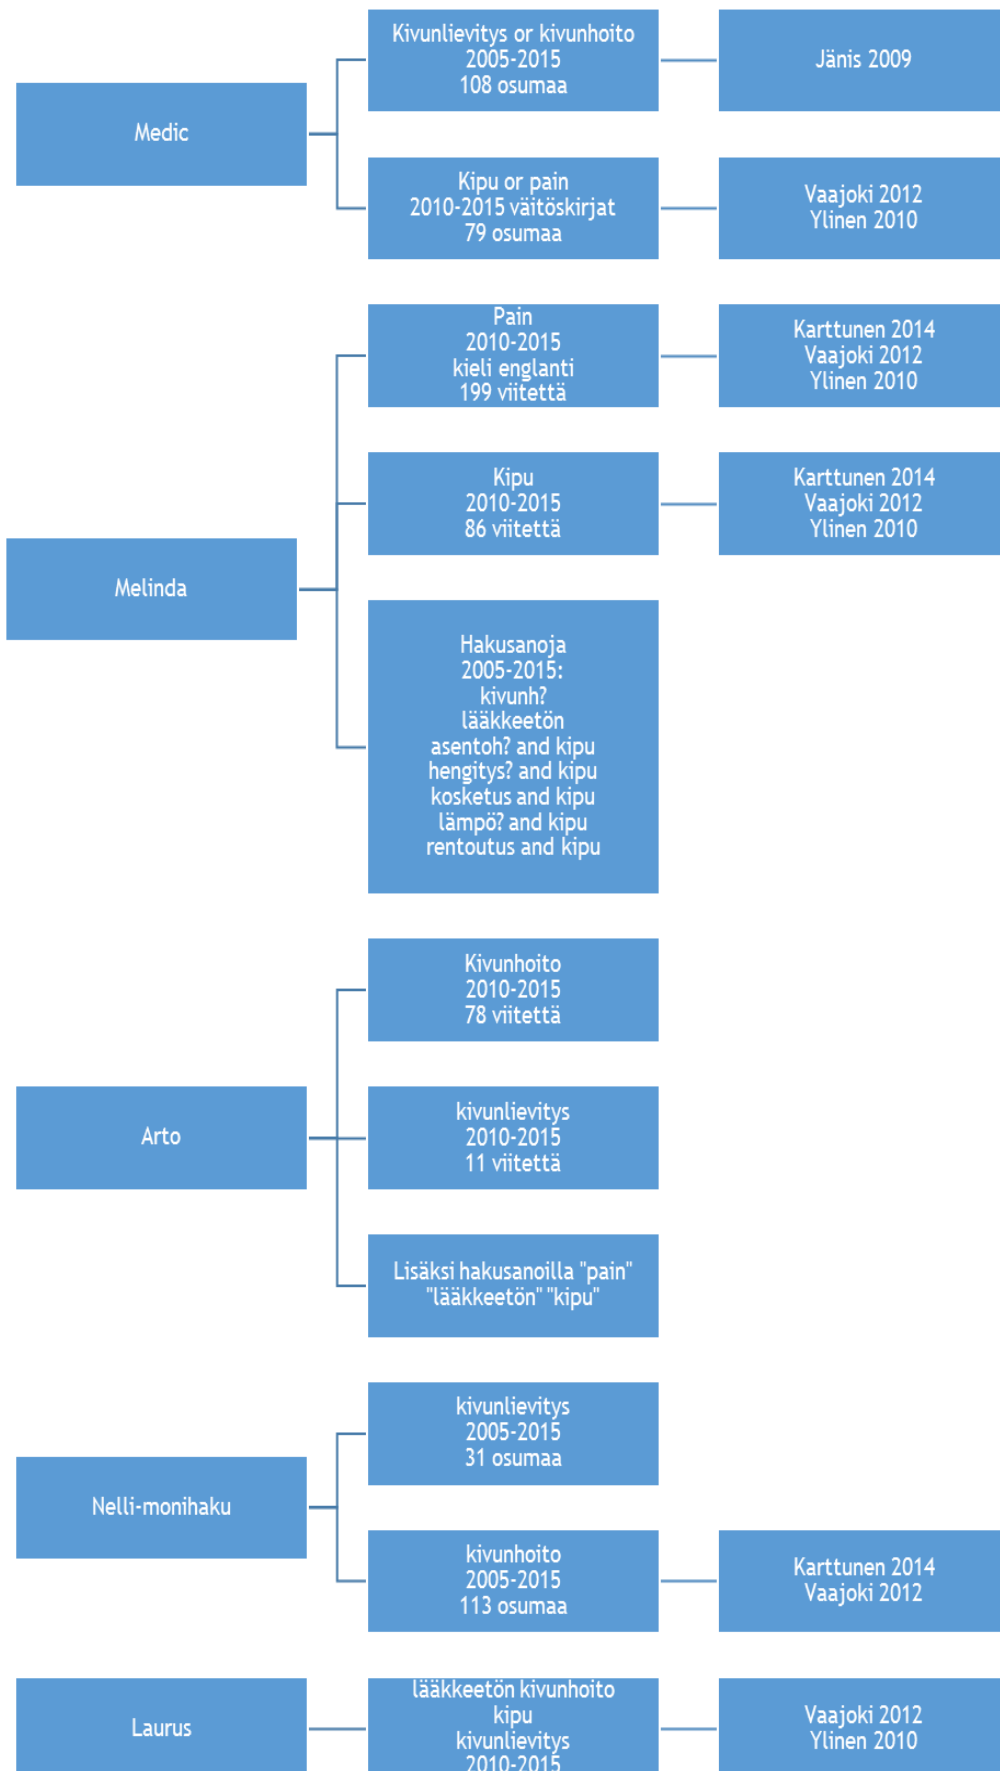 Medic
Kivunlievitys or kivunhoito
2005-2015
108 osumaa
Jänis 2009
Kipu or pain
2010-2015 väitöskirjat
79 osumaa
Vaajoki 2012
Ylinen 2010
Melinda
Pain
2010-2015
kieli englanti
199 viitettä
Karttunen 2014
Vaajoki 2012
Ylinen 2010
Kipu
2010-2015
86 viitettä
Karttunen 2014
Vaajoki 2012
Ylinen 2010
Hakusanoja
2005-2015:
kivunh?
lääkkeetön
asentoh? and kipu
hengitys? and kipu
kosketus and kipu
lämpö? and kipu
rentoutus and kipu
Arto
Kivunhoito
2010-2015
78 viitettä
kivunlievitys
2010-2015
11 viitettä
Lisäksi hakusanoilla "pain"
"lääkkeetön" "kipu"
Nelli-monihaku
kivunlievitys
2005-2015
31 osumaa
kivunhoito
2005-2015
113 osumaa
Karttunen 2014
Vaajoki 2012
Laurus
lääkkeetön kivunhoito
kipu
kivunlievitys
2010-2015
Vaajoki 2012
Ylinen 2010